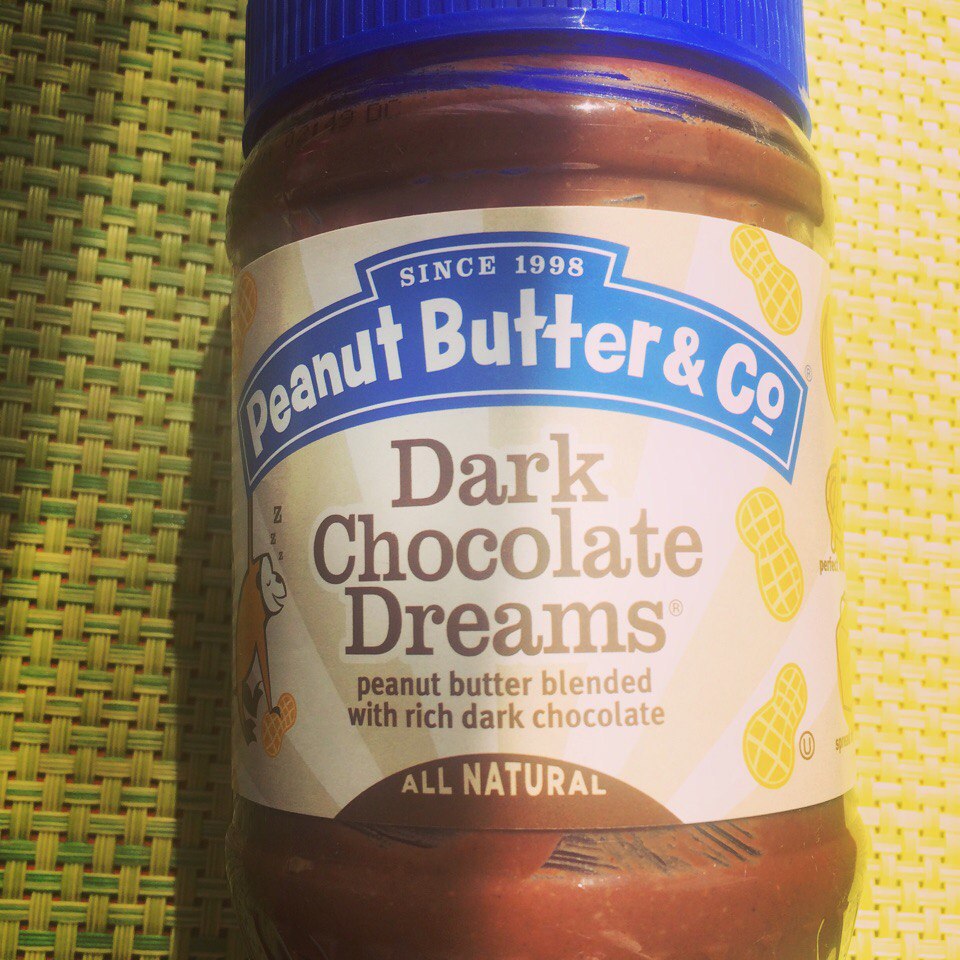 SINCE 1998
Peanut Butter & Co
®
Dark
Chocolate
Dreams®
peanut butter blended
with rich dark chocolate
ALL NATURAL
Z
z
z
U